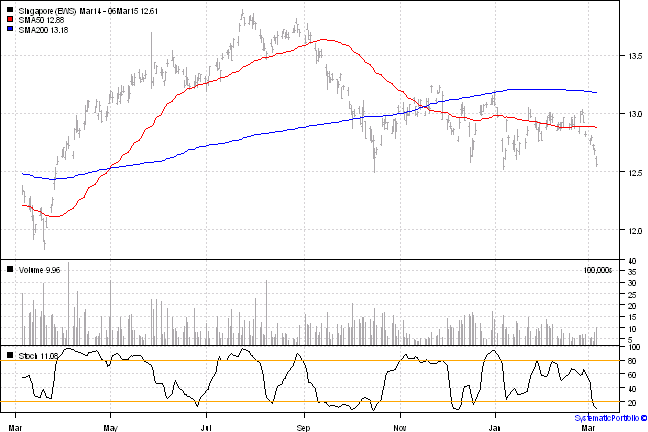 Singapore (EWS) Mar14 - 06Mar15 12.61
SMA50 12.88
SMA200 13.18
13.5
13.0
12.5
12.0
Volume 9.96
100,000s
40
35
30
25
20
15
10
5
Stoch 11.08
100
80
60
40
20
Mar May Jul Sep Nov Jan Mar
SystematicPortfolio ©